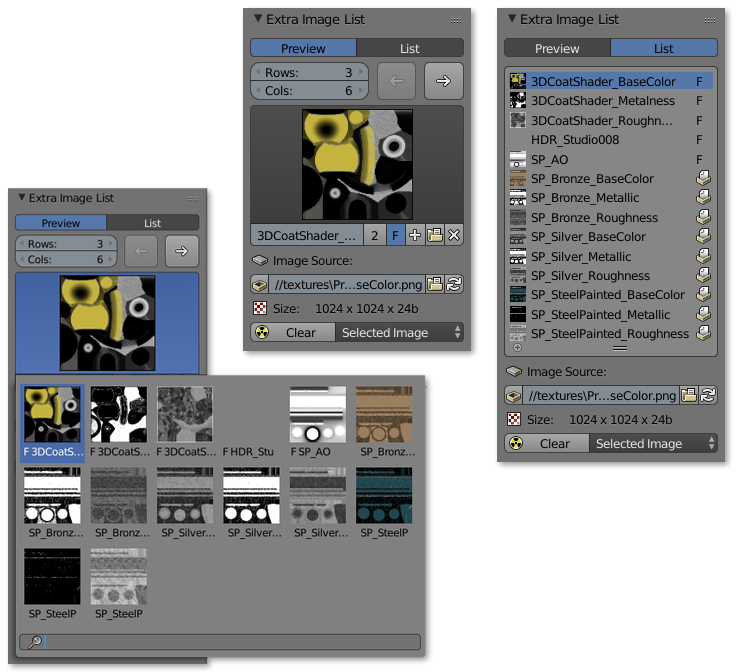 Extra Image List
Preview List
Rows: 3
Cols: 6
3DCoatShader_... 2 F
Image Source:
//textures\Pr...seColor.png
Size: 1024 x 1024 x 24b
Clear Selected Image
Extra Image List
Preview List
3DCoatShader_BaseColor F
3DCoatShader_Metalness F
3DCoatShader_Roughn... F
HDR_Studio008 F
SP_AO F
SP_Bronze_BaseColor
SP_Bronze_Metallic
SP_Bronze_Roughness
SP_Silver_BaseColor
SP_Silver_Metallic
SP_Silver_Roughness
SP_SteelPainted_BaseColor
SP_SteelPainted_Metallic
SP_SteelPainted_Roughness
Image Source:
//textures\Pr...seColor.png
Size: 1024 x 1024 x 24b
Clear Selected Image
Extra Image List
Preview List
Rows: 3
Cols: 6
F 3DCoatS... F 3DCoatS... F 3DCoatS... F HDR_Stu F SP_AO SP_Bronz...
SP_Bronz... SP_Bronz... SP_Silver... SP_Silver... SP_Silver... SP_SteelP
SP_SteelP SP_SteelP